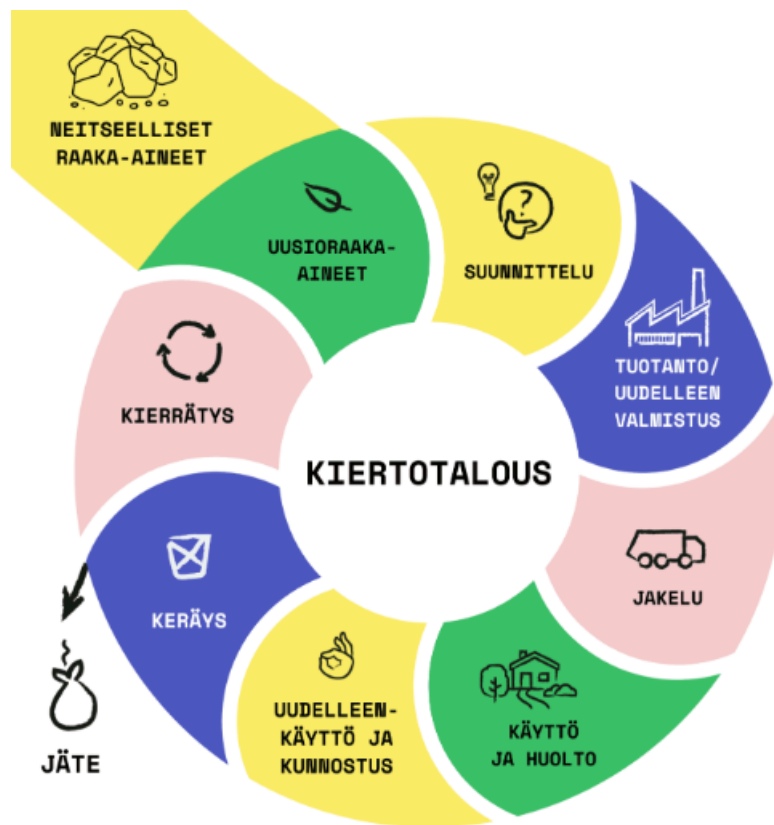 NEITSEELLISET
RAAKA-AINEET
UUSIORAAKA-
AINEET
SUUNNITTELU
TUOTANTO/
UUDELLEEN
VALMISTUS
JAKELU
KÄYTTÖ
JA HUOLTO
UUDELLEEN-
KÄYTTÖ JA
KUNNOSTUS
KERÄYS
JÄTE
KIERRÄTYS
KIERTOTALOUS
?